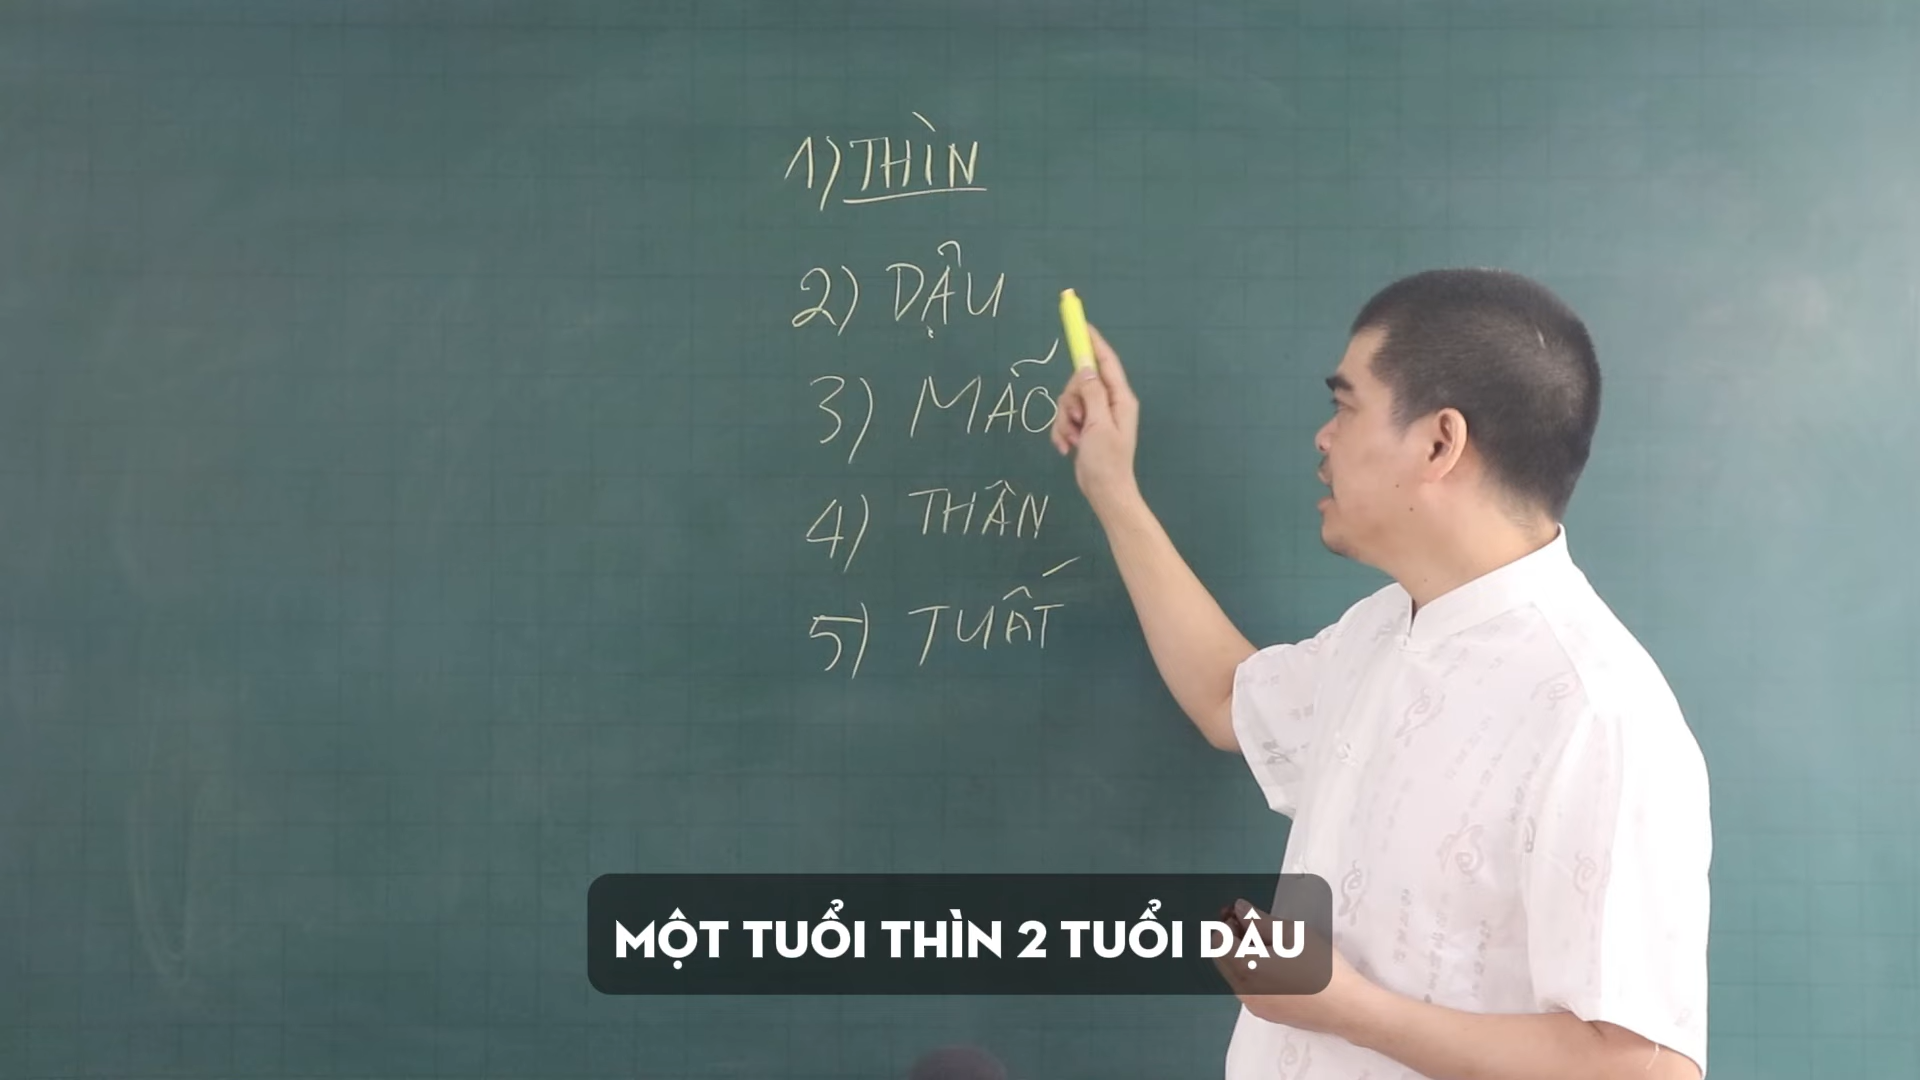 1) THÌN
2) DẬU
3) MÃO
4) THÂN
5) TUẤT
MỘT TUỔI THÌN 2 TUỔI DẬU